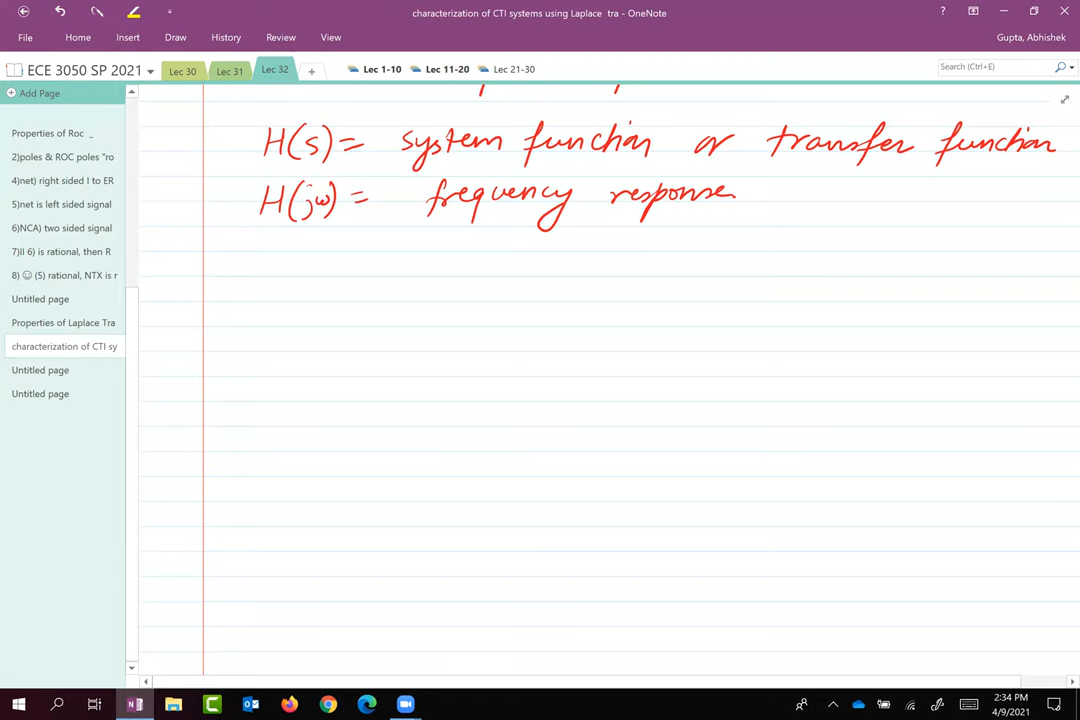 characterization of CTI systems using Laplace tra - OneNote
?
File Home Insert Draw History Review View
Gupta, Abhishek
ECE 3050 SP 2021
Lec 30
Lec 31
Lec 32
+
Lec 1-10
Lec 11-20
Lec 21-30
Search (Ctrl+E)
Add Page
Properties of Roc _
2)poles & ROC poles "ro
4)net) right sided I to ER
5)net is left sided signal
6)NCA) two sided signal
7)II 6) is rational, then R
8) ☺ (5) rational, NTX is r
Untitled page
Properties of Laplace Tra
characterization of CTI sy
Untitled page
Untitled page
H(s) = system function or transfer function
H(jω) = frequency response
2:34 PM
4/9/2021